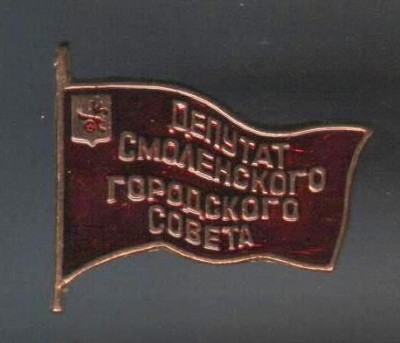 ДЕПУТАТ
СМОЛЕНСКОГО
ГОРОДСКОГО
СОВЕТА